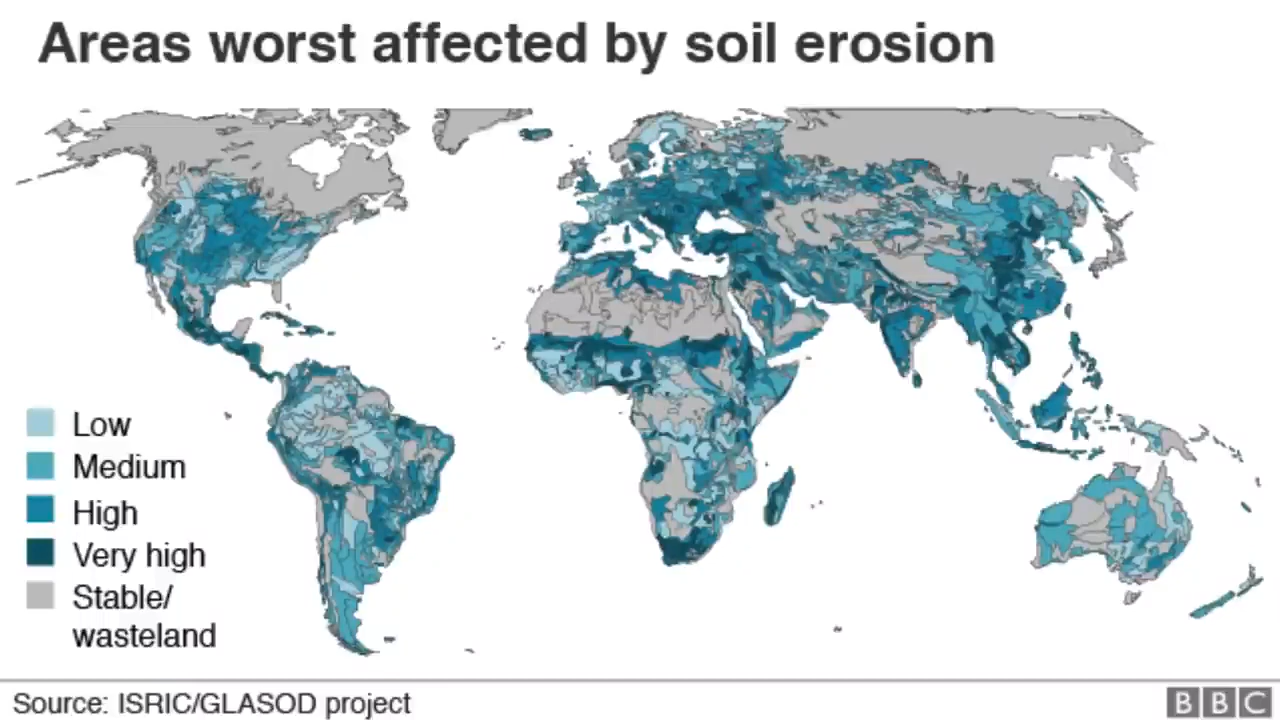 Areas worst affected by soil erosion
Low
Medium
High
Very high
Stable/
wasteland
Source: ISRIC/GLASOD project
BBC